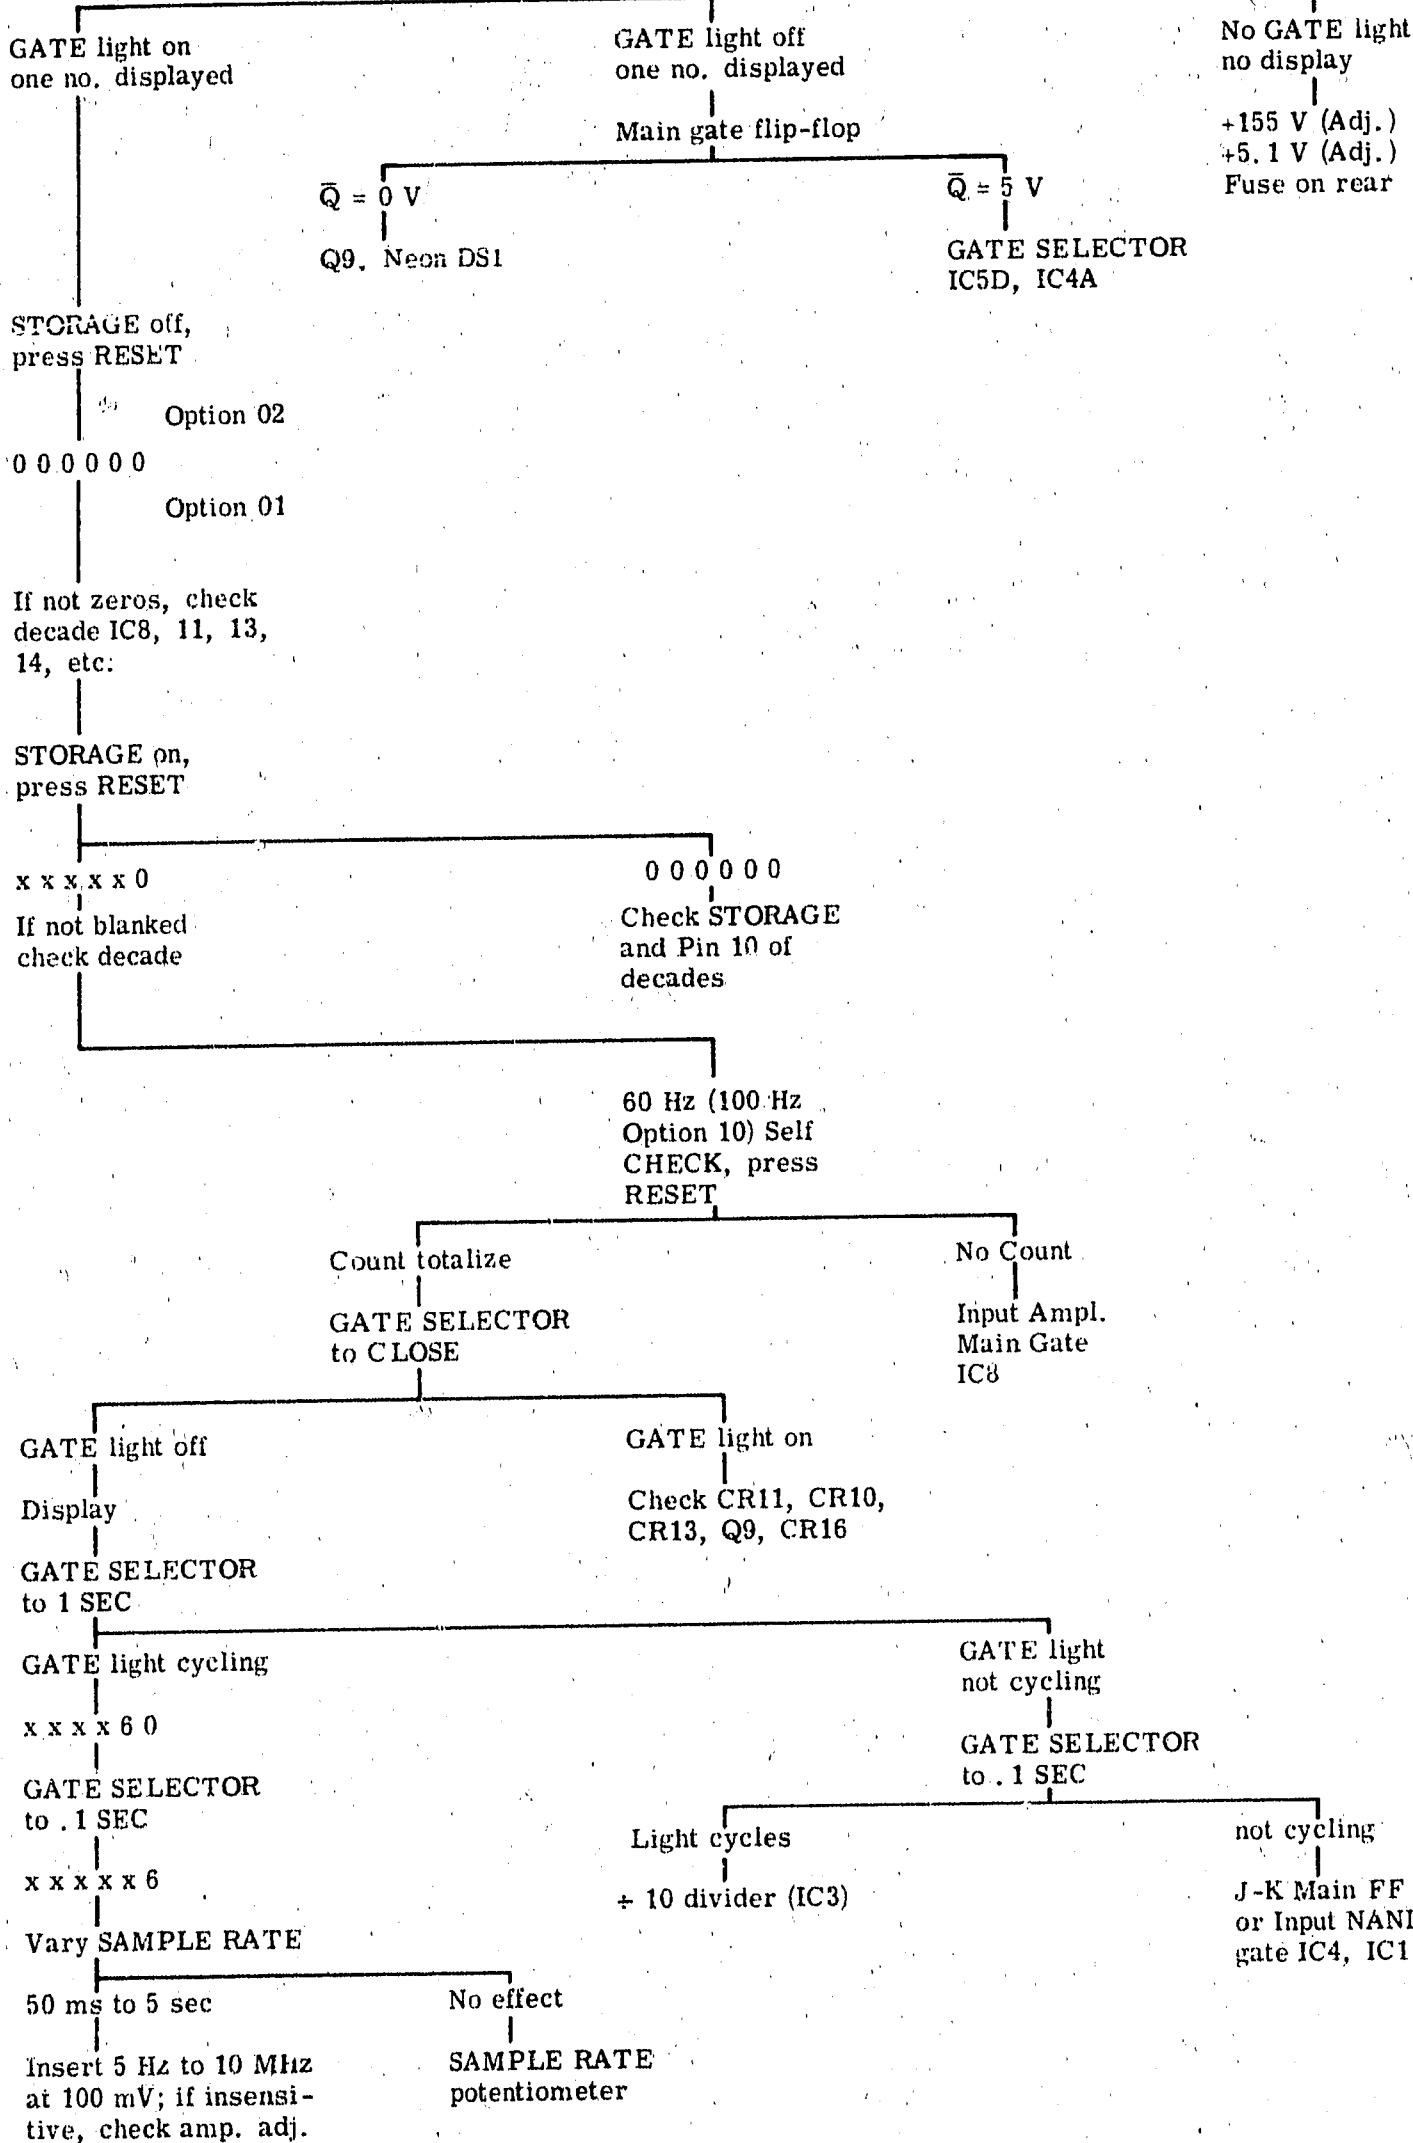 GATE light on
one no. displayed
GATE light off
one no. displayed
No GATE light
no display
Main gate flip-flop
+155 V (Adj.)
+5.1 V (Adj.)
Fuse on rear
Q̅ = 0 V
Q̅ = 5 V
Q9, Neon DS1
GATE SELECTOR
IC5D, IC4A
STORAGE off,
press RESET
Option 02
0 0 0 0 0 0
Option 01
If not zeros, check
decade IC8, 11, 13,
14, etc.
STORAGE on,
press RESET
x x x x x 0
If not blanked
check decade
0 0 0 0 0 0
Check STORAGE
and Pin 10 of
decades
60 Hz (100 Hz
Option 10) Self
CHECK, press
RESET
Count totalize
No Count
GATE SELECTOR
to CLOSE
Input Ampl.
Main Gate
IC8
GATE light off
GATE light on
Display
Check CR11, CR10,
CR13, Q9, CR16
GATE SELECTOR
to 1 SEC
GATE light cycling
GATE light
not cycling
x x x x 6 0
GATE SELECTOR
to .1 SEC
GATE SELECTOR
to .1 SEC
Light cycles
not cycling
x x x x x 6
÷ 10 divider (IC3)
J-K Main FF
or Input NAN
gate IC4, IC1
Vary SAMPLE RATE
50 ms to 5 sec
No effect
Insert 5 Hz to 10 Mhz
at 100 mV; if insensi-
tive, check amp. adj.
SAMPLE RATE
potentiometer